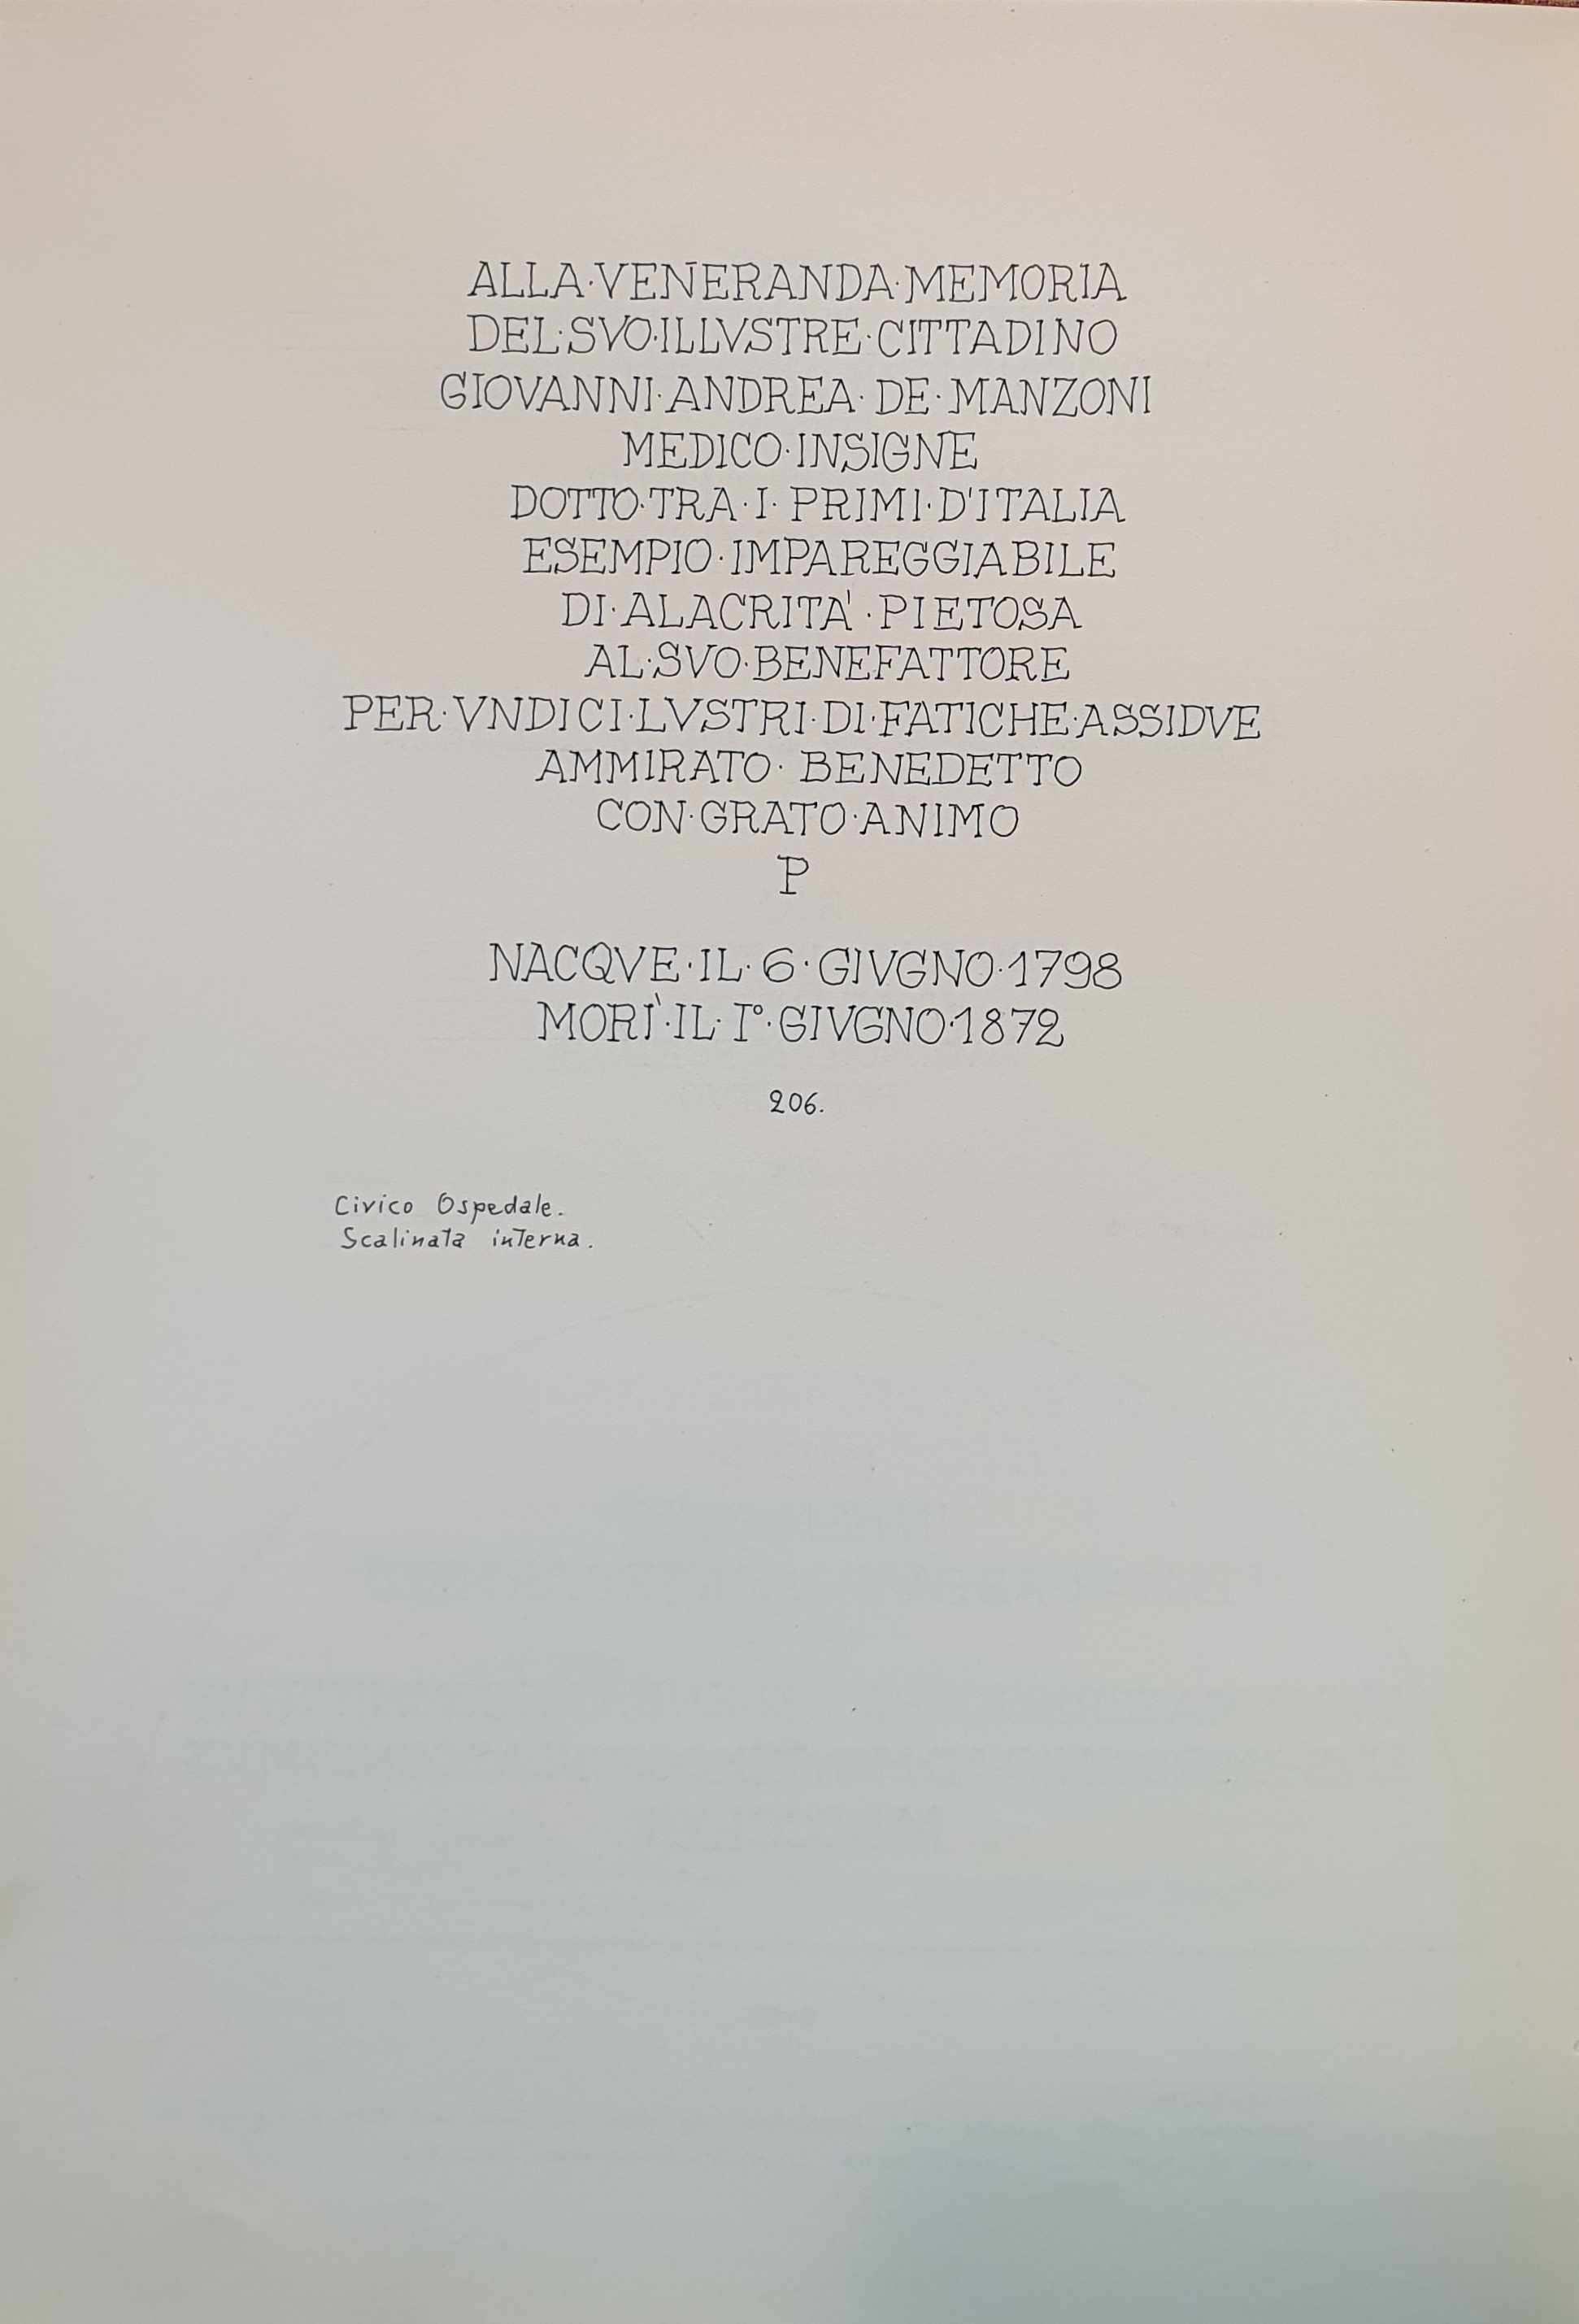 ALLA·VENERANDA·MEMORIA
DEL·SVO·ILLVSTRE·CITTADINO
GIOVANNI·ANDREA·DE·MANZONI
MEDICO·INSIGNE
DOTTO·TRA·I·PRIMI·D'ITALIA
ESEMPIO·IMPAREGGIABILE
DI·ALACRITA'·PIETOSA
AL·SVO·BENEFATTORE
PER·VNDICI·LVSTRI·DI·FATICHE·ASSIDVE
AMMIRATO·BENEDETTO
CON·GRATO·ANIMO
P
NACQVE·IL·6·GIVGNO·1798
MORÌ·IL·I°·GIVGNO·1872
206.
Civico Ospedale.
Scalinata interna.